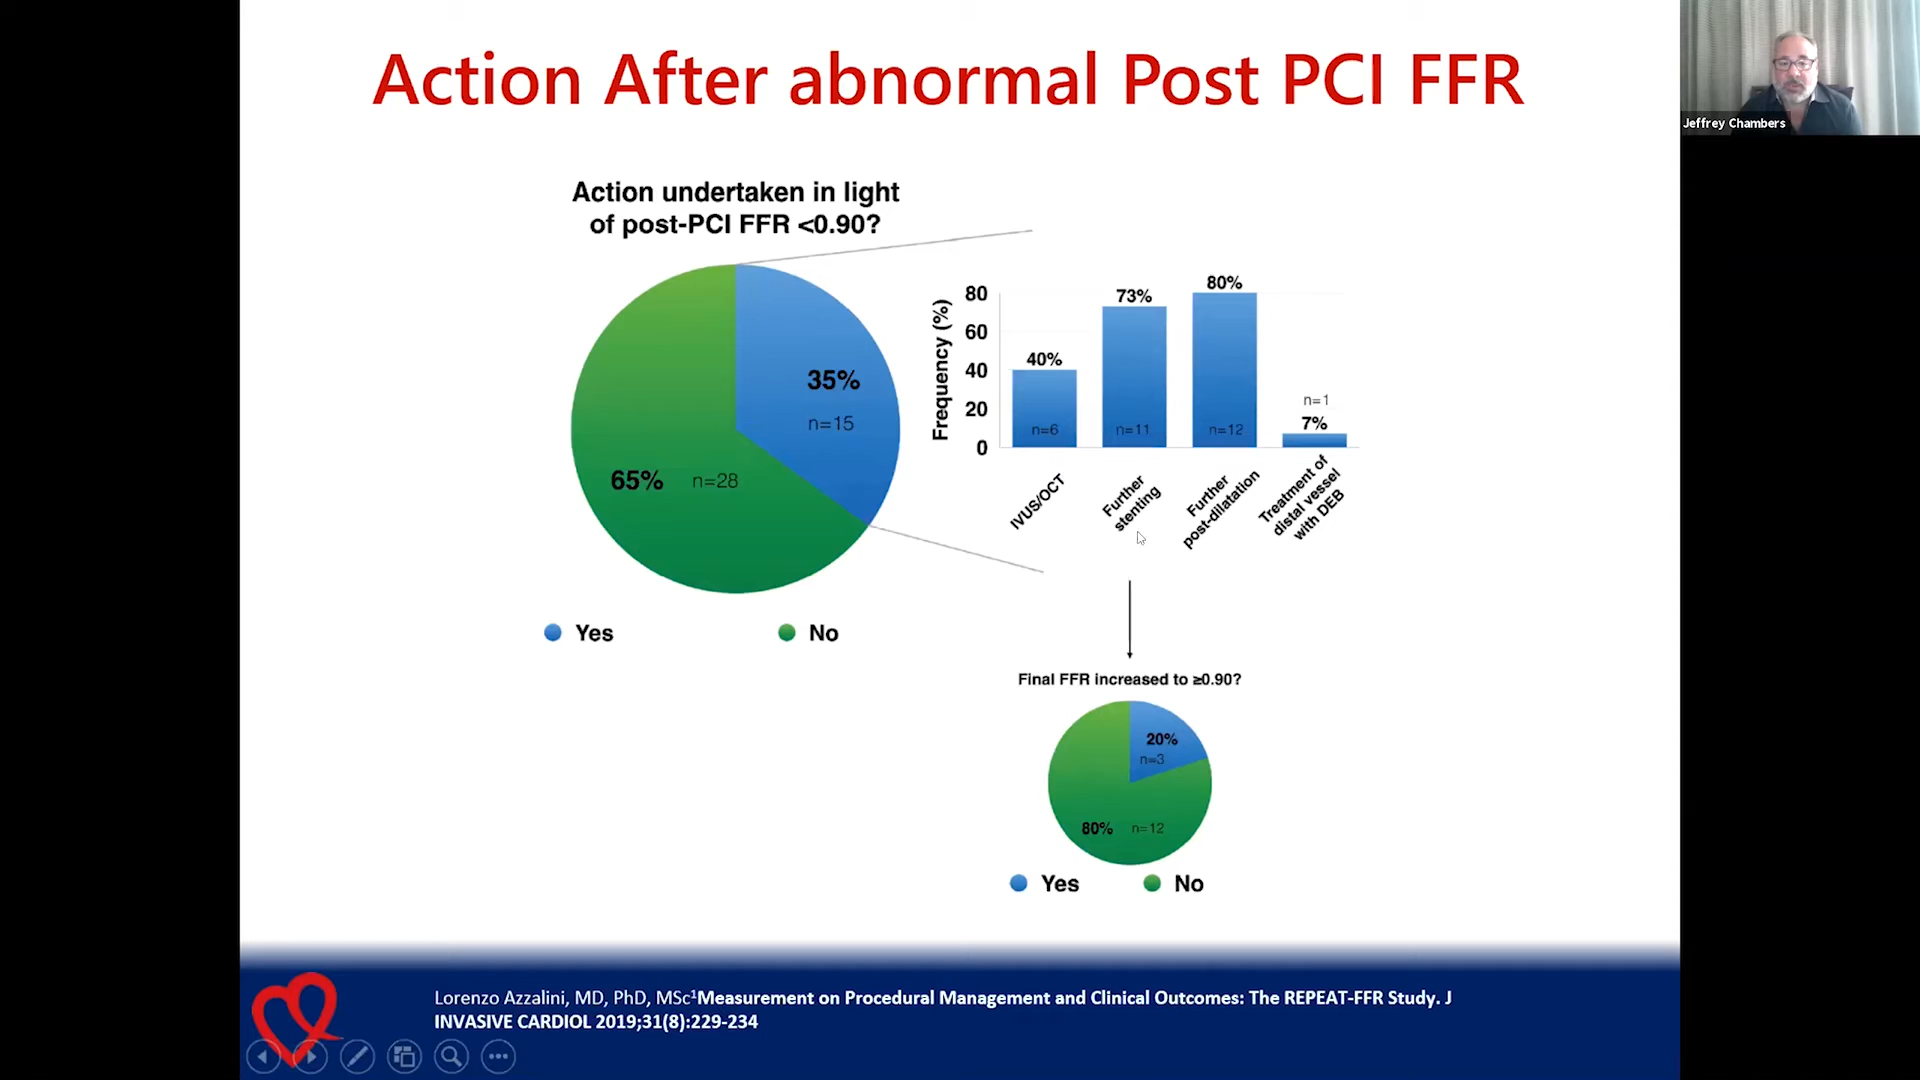 Action After abnormal Post PCI FFR
Jeffrey Chambers
Action undertaken in light
of post-PCI FFR <0.90?
35%
n=15
65% n=28
Yes No
Frequency (%)
80
60
40
20
0
40%
n=6
73%
n=11
80%
n=12
n=1
7%
IVUS/OCT
Further
stenting
Further
post-dilatation
Treatment of
distal vessel
with DEB
Final FFR increased to ≥0.90?
20%
n=3
80% n=12
Yes No
Lorenzo Azzalini, MD, PhD, MSc¹Measurement on Procedural Management and Clinical Outcomes: The REPEAT-FFR Study. J
INVASIVE CARDIOL 2019;31(8):229-234